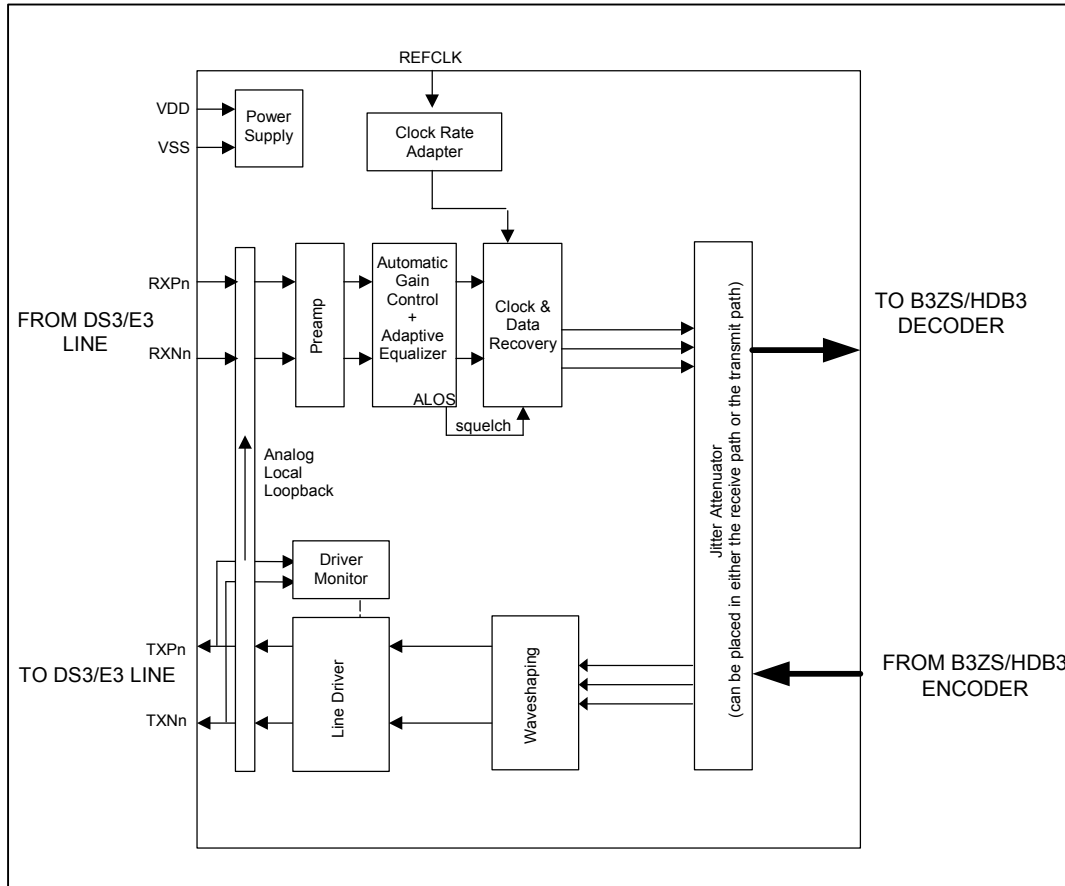 REFCLK
VDD
VSS
Power
Supply
Clock Rate
Adapter
RXPn
RXNn
FROM DS3/E3
LINE
Preamp
Automatic
Gain
Control
+
Adaptive
Equalizer
ALOS
squelch
Clock &
Data
Recovery
Jitter Attenuator
(can be placed in either the receive path or the transmit path)
TO B3ZS/HDB3
DECODER
Analog
Local
Loopback
Driver
Monitor
TXPn
TO DS3/E3 LINE
TXNn
Line Driver
Waveshaping
FROM B3ZS/HDB3
ENCODER